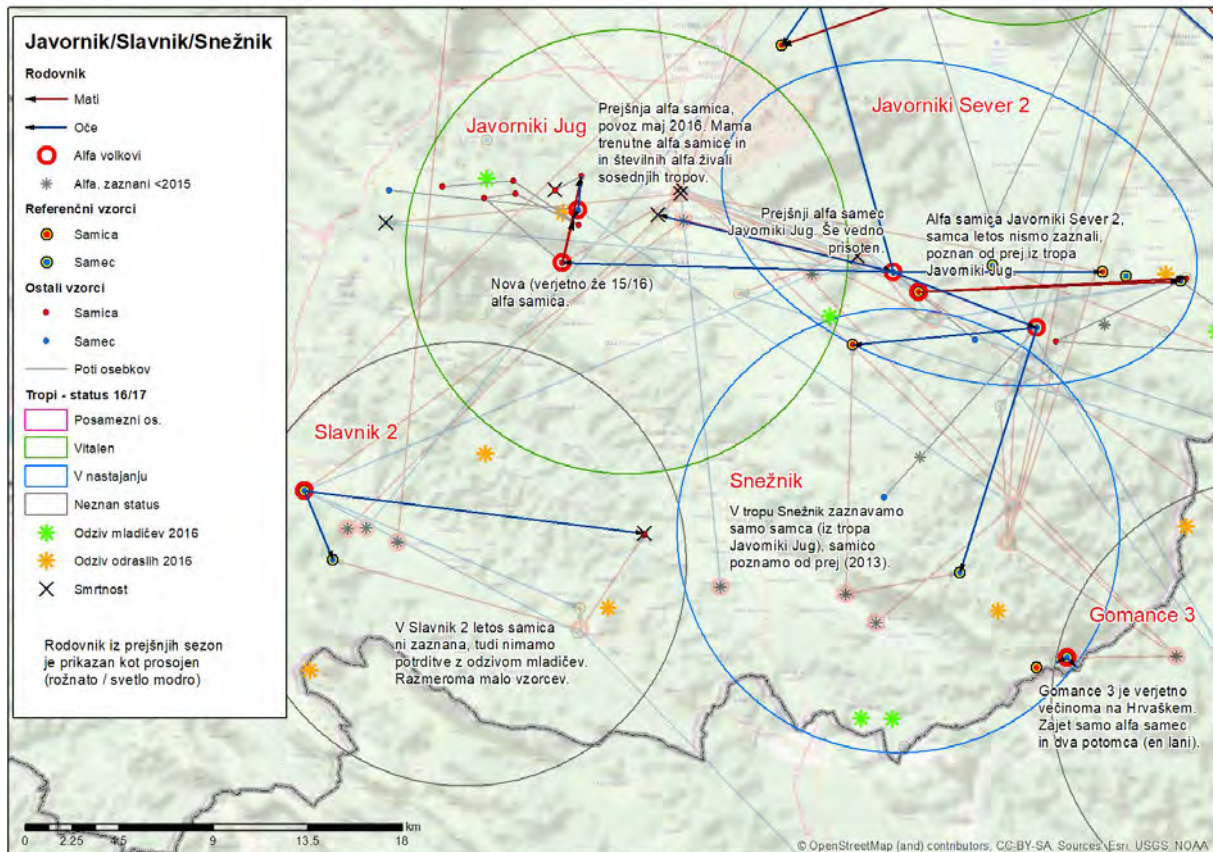 Javornik/Slavnik/Snežnik
Rodovnik
Mati
Oče
Alfa volkovi
Alfa, zaznani <2015
Referenčni vzorci
Samica
Samec
Ostali vzorci
Samica
Samec
Poti osebkov
Tropi - status 16/17
Posamezni os.
Vitalen
V nastajanju
Neznan status
Odziv mladičev 2016
Odziv odraslih 2016
Smrtnost
Rodovnik iz prejšnjih sezon
je prikazan kot prosojen
(rožnato / svetlo modro)
Javorniki Jug
Prejšnja alfa samica,
povoz maj 2016. Mama
trenutne alfa samice in
in številnih alfa živali
sosednjih tropov.
Javorniki Sever 2
Prejšnji alfa samec
Javorniki Jug. Še vedno
prisoten.
Alfa samica Javorniki Sever 2,
samca letos nismo zaznali,
poznan od prej iz tropa
Javorniki Jug.
Nova (verjetno že 15/16)
alfa samica.
Slavnik 2
Snežnik
V tropu Snežnik zaznavamo
samo samca (iz tropa
Javorniki Jug), samico
poznamo od prej (2013).
V Slavnik 2 letos samica
ni zaznana, tudi nimamo
potrditve z odzivom mladičev.
Razmeroma malo vzorcev.
Gomance 3
Gomance 3 je verjetno
večinoma na Hrvaškem.
Zajet samo alfa samec
in dva potomca (en lani).
km
0 2.25 4.5 9 13.5 18
© OpenStreetMap (and) contributors, CC-BY-SA, Sources: Esri, USGS, NOAA